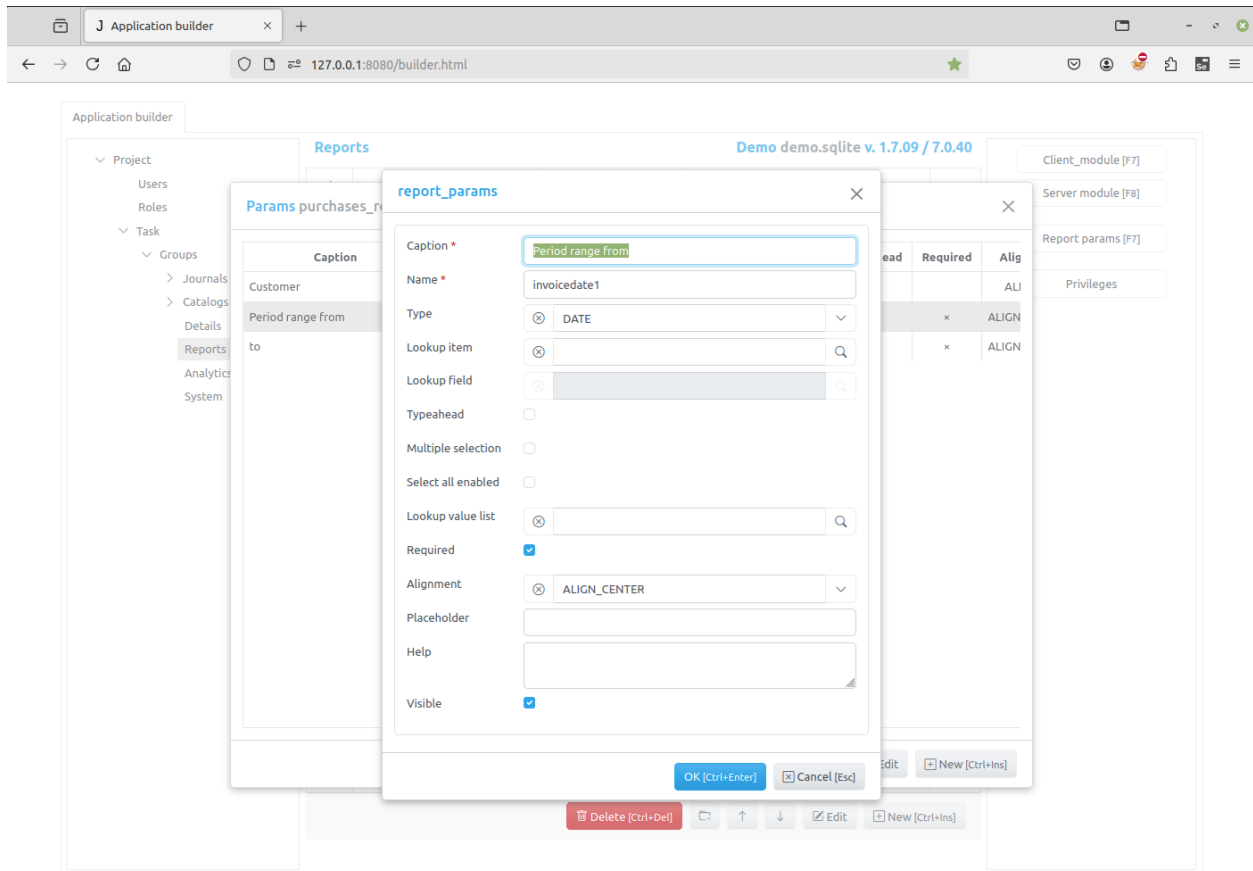 J Application builder
127.0.0.1:8080/builder.html
Se
Application builder
Project
Users
Roles
Task
Groups
Journals
Catalogs
Details
Reports
Analytics
System
Reports
Demo demo.sqlite v. 1.7.09 / 7.0.40
Client_module [F7]
Server module [F8]
Report params [F7]
Privileges
Params purchases_r
Caption
ead
Required
Alig
Customer
ALI
Period range from
×
ALIGN
to
×
ALIGN
Edit
New [Ctrl+Ins]
report_params
Caption *
Period range from
Name *
invoicedate1
Type
DATE
Lookup item
Lookup field
Typeahead
Multiple selection
Select all enabled
Lookup value list
Required
Alignment
ALIGN_CENTER
Placeholder
Help
Visible
OK [Ctrl+Enter]
Cancel [Esc]
Delete [Ctrl+Del]
Edit
New [Ctrl+Ins]